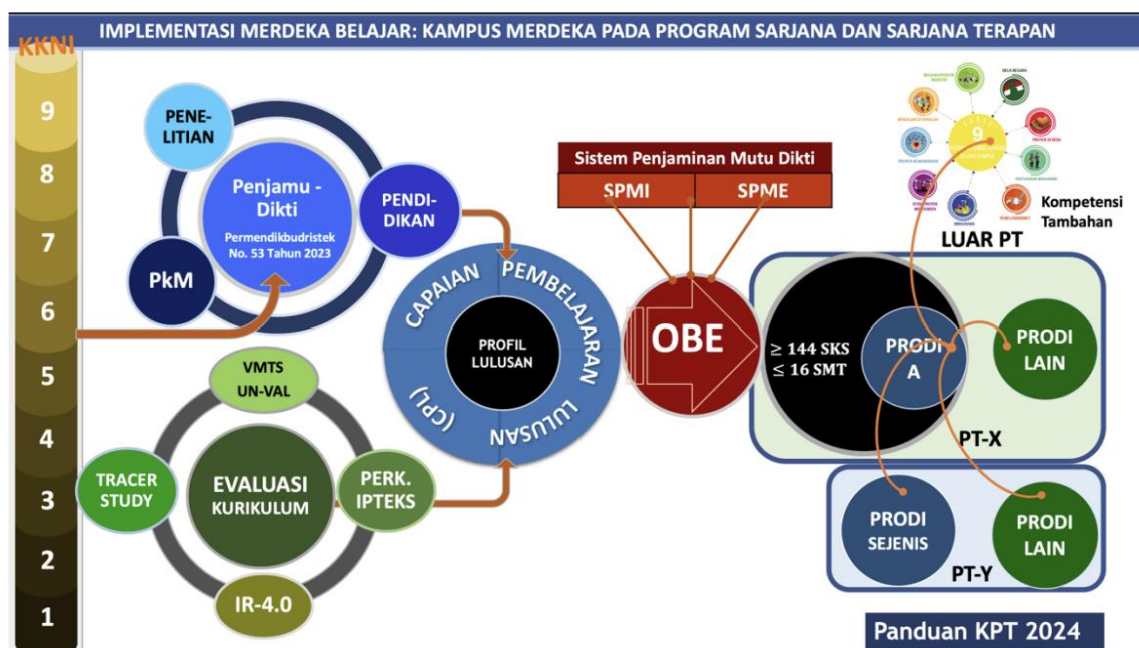 IMPLEMENTASI MERDEKA BELAJAR: KAMPUS MERDEKA PADA PROGRAM SARJANA DAN SARJANA TERAPAN
KKNI
9
8
7
6
5
4
3
2
1
PENE-
LITIAN
Penjamu -
Dikti
Permendikbudristek
No. 53 Tahun 2023
PENDI-
DIKAN
PkM
VMTS
UN-VAL
TRACER
STUDY
EVALUASI
KURIKULUM
PERK.
IPTEKS
IR-4.0
CAPAIAN PEMBELAJARAN
LULUSAN (CPL)
PROFIL
LULUSAN
Sistem Penjaminan Mutu Dikti
SPMI
SPME
OBE
9
Kompetensi
Tambahan
LUAR PT
≥ 144 SKS
≤ 16 SMT
PRODI
A
PRODI
LAIN
PT-X
PRODI
SEJENIS
PRODI
LAIN
PT-Y
Panduan KPT 2024